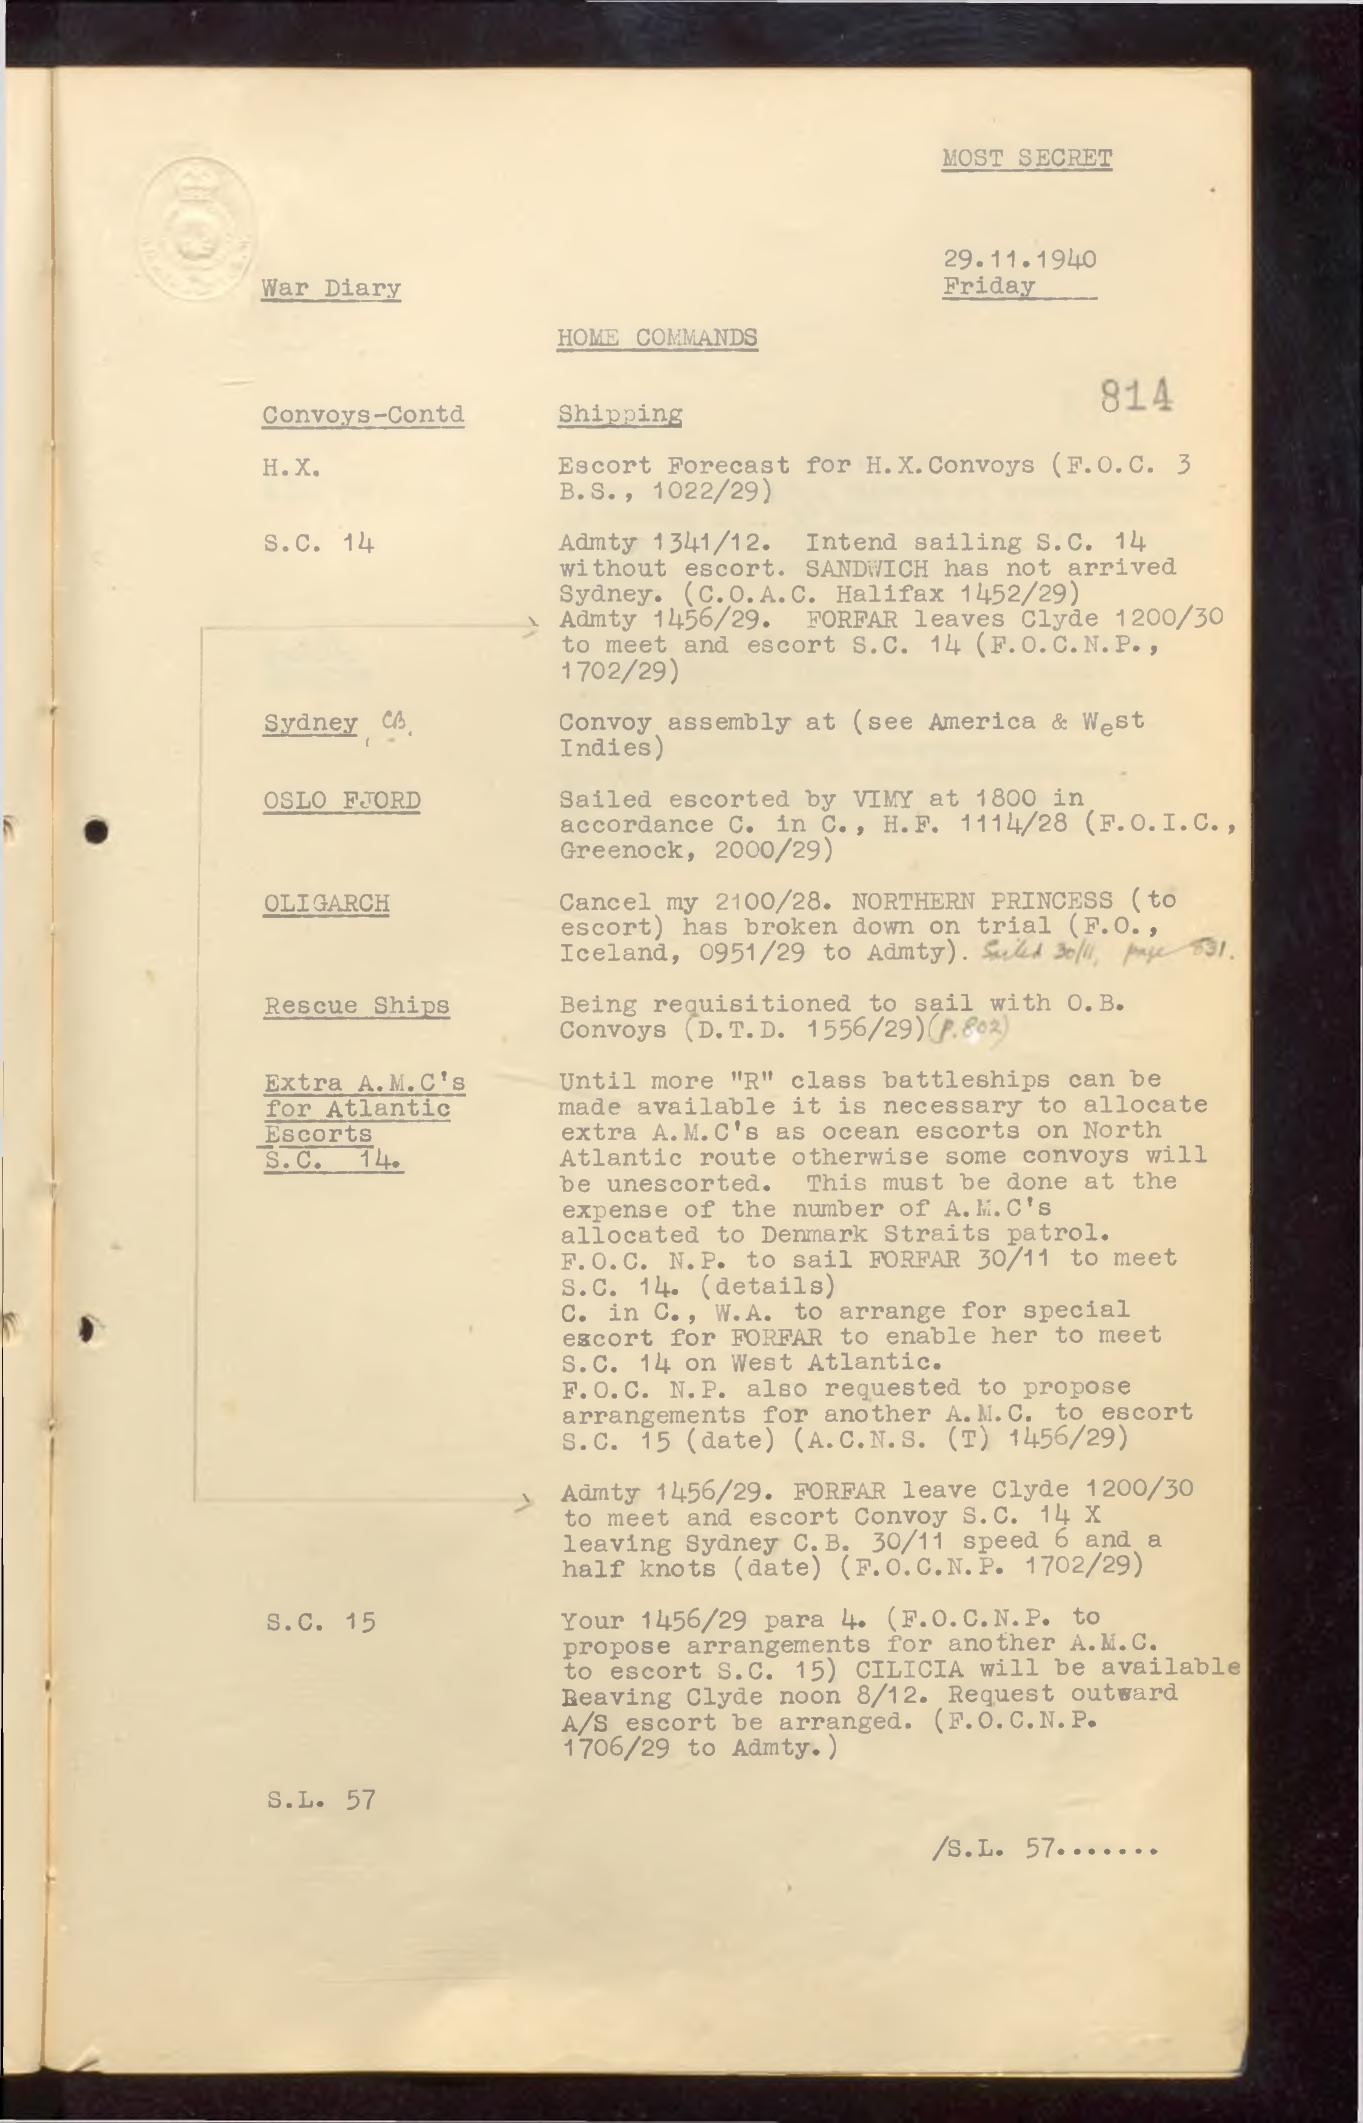 MOST SECRET
29.11.1940
War Diary
Friday
HOME COMMANDS
814
Convoys-Contd
Shipping
H.X.
Escort Forecast for H.X.Convoys (F.O.C. 3
B.S., 1022/29)
S.C. 14
Admty 1341/12. Intend sailing S.C. 14
without escort. SANDWICH has not arrived
Sydney. (C.O.A.C. Halifax 1452/29)
Admty 1456/29. FORFAR leaves Clyde 1200/30
to meet and escort S.C. 14 (F.O.C.N.P.,
1702/29)
Sydney CB.
Convoy assembly at (see America & West
Indies)
OSLO FJORD
Sailed escorted by VIMY at 1800 in
accordance C. in C., H.F. 1114/28 (F.O.I.C.,
Greenock, 2000/29)
OLIGARCH
Cancel my 2100/28. NORTHERN PRINCESS (to
escort) has broken down on trial (F.O.,
Iceland, 0951/29 to Admty). Sailed 30/11, page 831.
Rescue Ships
Being requisitioned to sail with O.B.
Convoys (D.T.D. 1556/29)(p.802)
Extra A.M.C's
for Atlantic
Escorts
S.C. 14.
Until more "R" class battleships can be
made available it is necessary to allocate
extra A.M.C's as ocean escorts on North
Atlantic route otherwise some convoys will
be unescorted. This must be done at the
expense of the number of A.M.C's
allocated to Denmark Straits patrol.
F.O.C. N.P. to sail FORFAR 30/11 to meet
S.C. 14. (details)
C. in C., W.A. to arrange for special
escort for FORFAR to enable her to meet
S.C. 14 on West Atlantic.
F.O.C. N.P. also requested to propose
arrangements for another A.M.C. to escort
S.C. 15 (date) (A.C.N.S. (T) 1456/29)
Admty 1456/29. FORFAR leave Clyde 1200/30
to meet and escort Convoy S.C. 14 X
leaving Sydney C.B. 30/11 speed 6 and a
half knots (date) (F.O.C.N.P. 1702/29)
S.C. 15
Your 1456/29 para 4. (F.O.C.N.P. to
propose arrangements for another A.M.C.
to escort S.C. 15) CILICIA will be available
Leaving Clyde noon 8/12. Request outward
A/S escort be arranged. (F.O.C.N.P.
1706/29 to Admty.)
S.L. 57
/S.L. 57.......